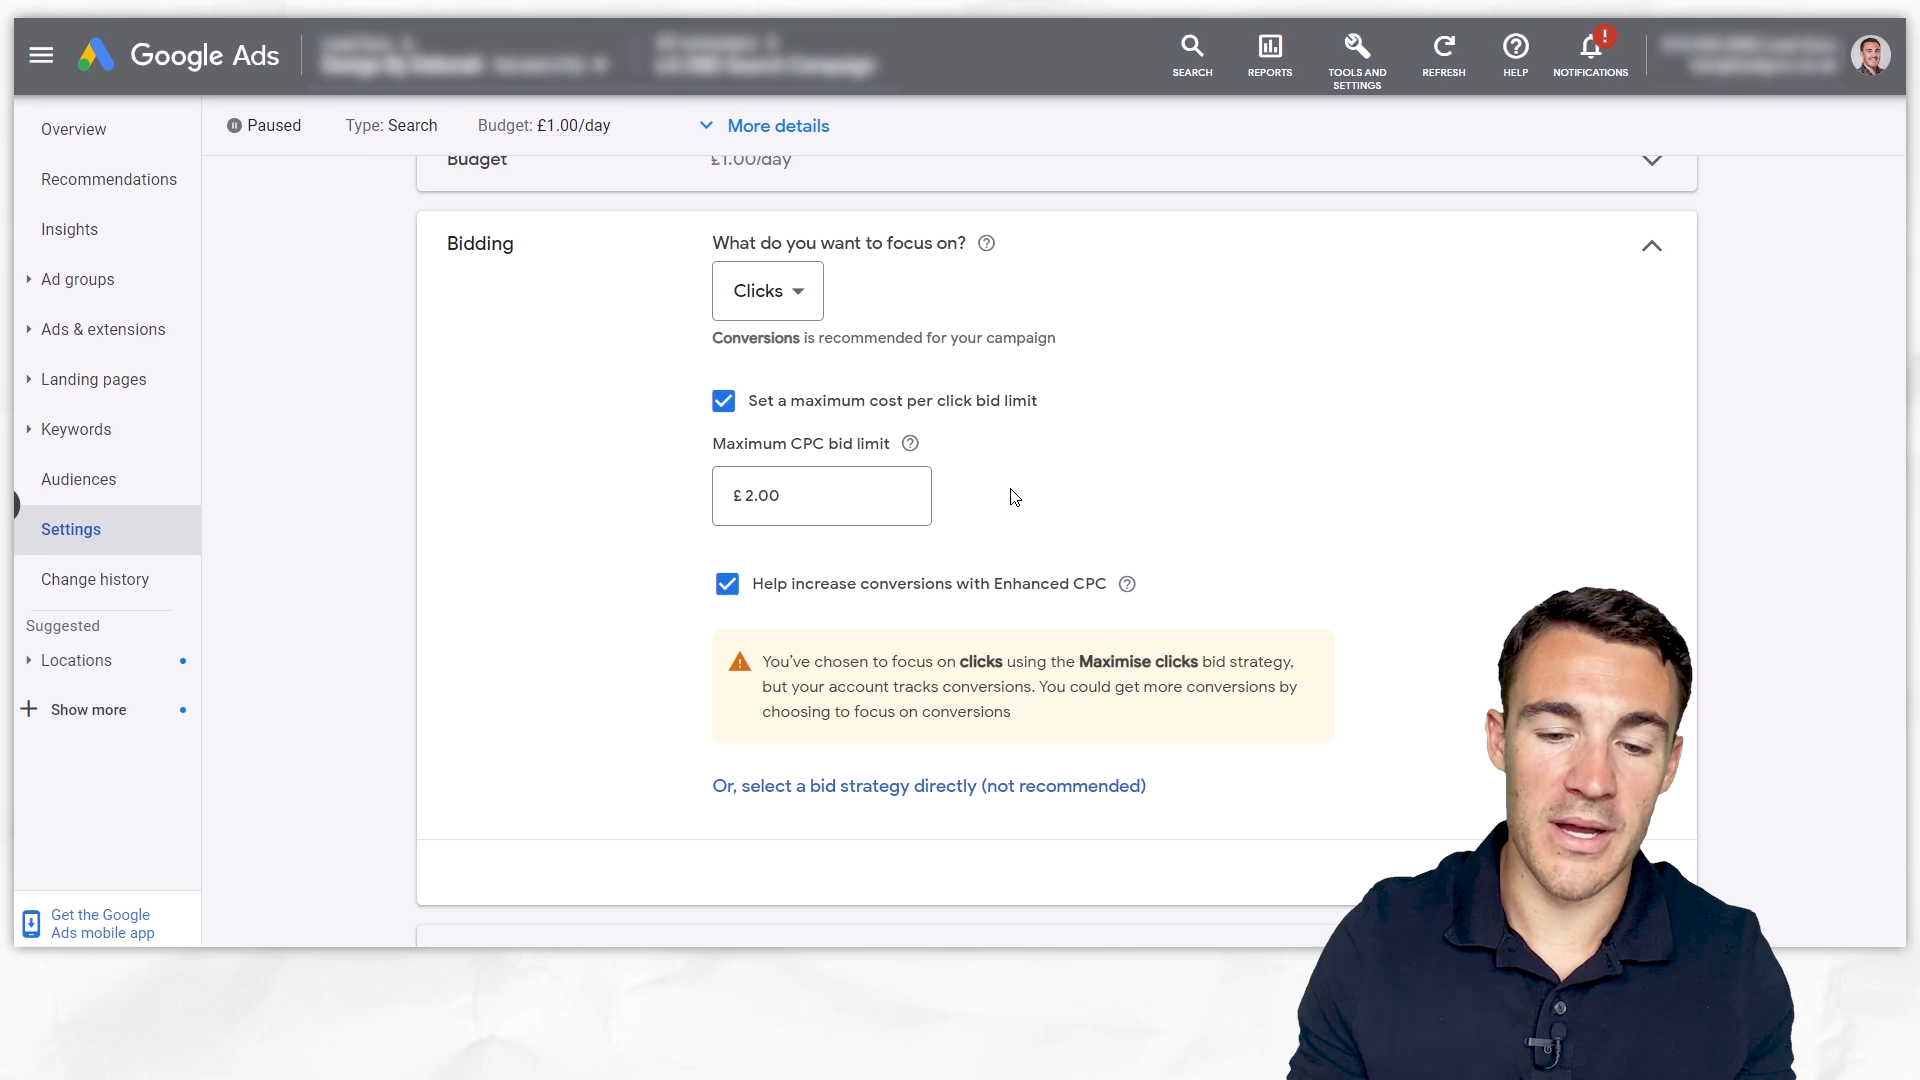 Google Ads
SEARCH
REPORTS
TOOLS AND
SETTINGS
REFRESH
HELP
!
NOTIFICATIONS
Overview
Recommendations
Insights
Ad groups
Ads & extensions
Landing pages
Keywords
Audiences
Settings
Change history
Suggested
Locations
Show more
Get the Google
Ads mobile app
Paused
Type: Search
Budget: £1.00/day
More details
Budget
£1.00/day
Bidding
What do you want to focus on?
Clicks
Conversions is recommended for your campaign
Set a maximum cost per click bid limit
Maximum CPC bid limit
£ 2.00
Help increase conversions with Enhanced CPC
You've chosen to focus on clicks using the Maximise clicks bid strategy,
but your account tracks conversions. You could get more conversions by
choosing to focus on conversions
Or, select a bid strategy directly (not recommended)